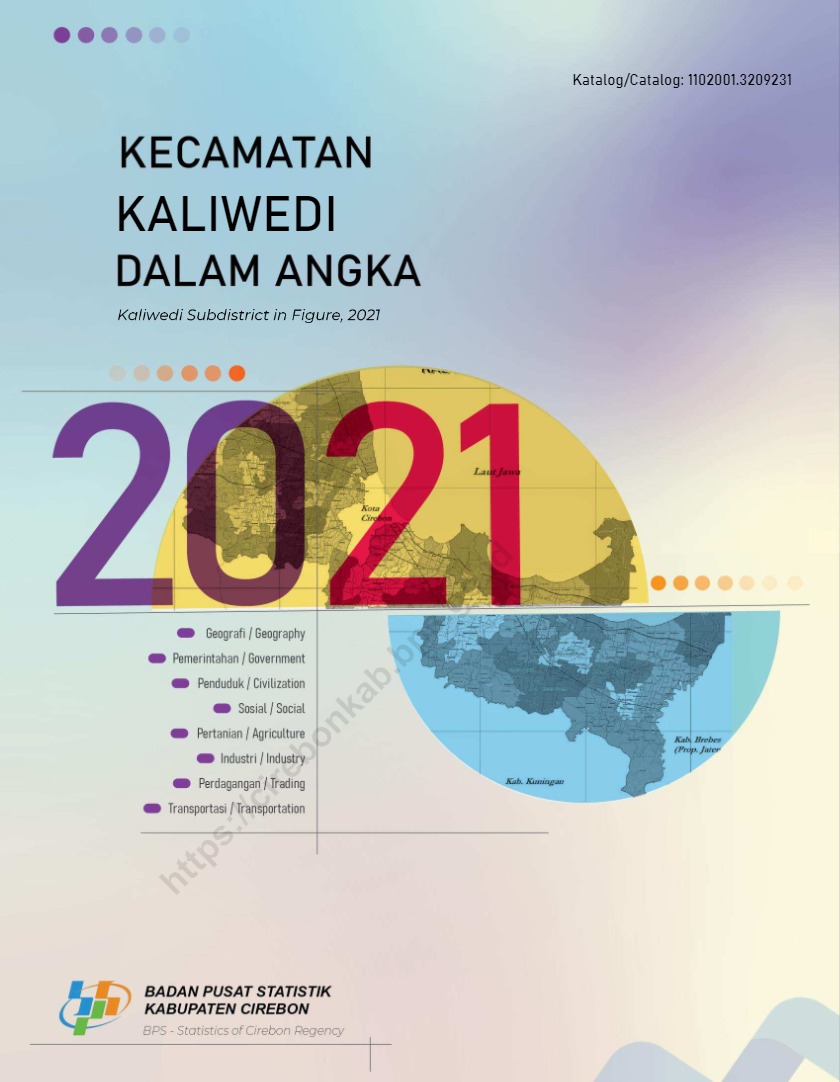 Katalog/Catalog: 1102001.3209231
KECAMATAN
KALIWEDI
DALAM ANGKA
Kaliwedi Subdistrict in Figure, 2021
2021
Laut Jawa
Kota
Cirebon
Geografi / Geography
Pemerintahan / Government
Penduduk / Civilization
Sosial / Social
Pertanian / Agriculture
Industri / Industry
Perdagangan / Trading
Transportasi / Transportation
Kab. Brebes
(Prop. Jaten
Kab. Kuningan
BADAN PUSAT STATISTIK
KABUPATEN CIREBON
BPS - Statistics of Cirebon Regency